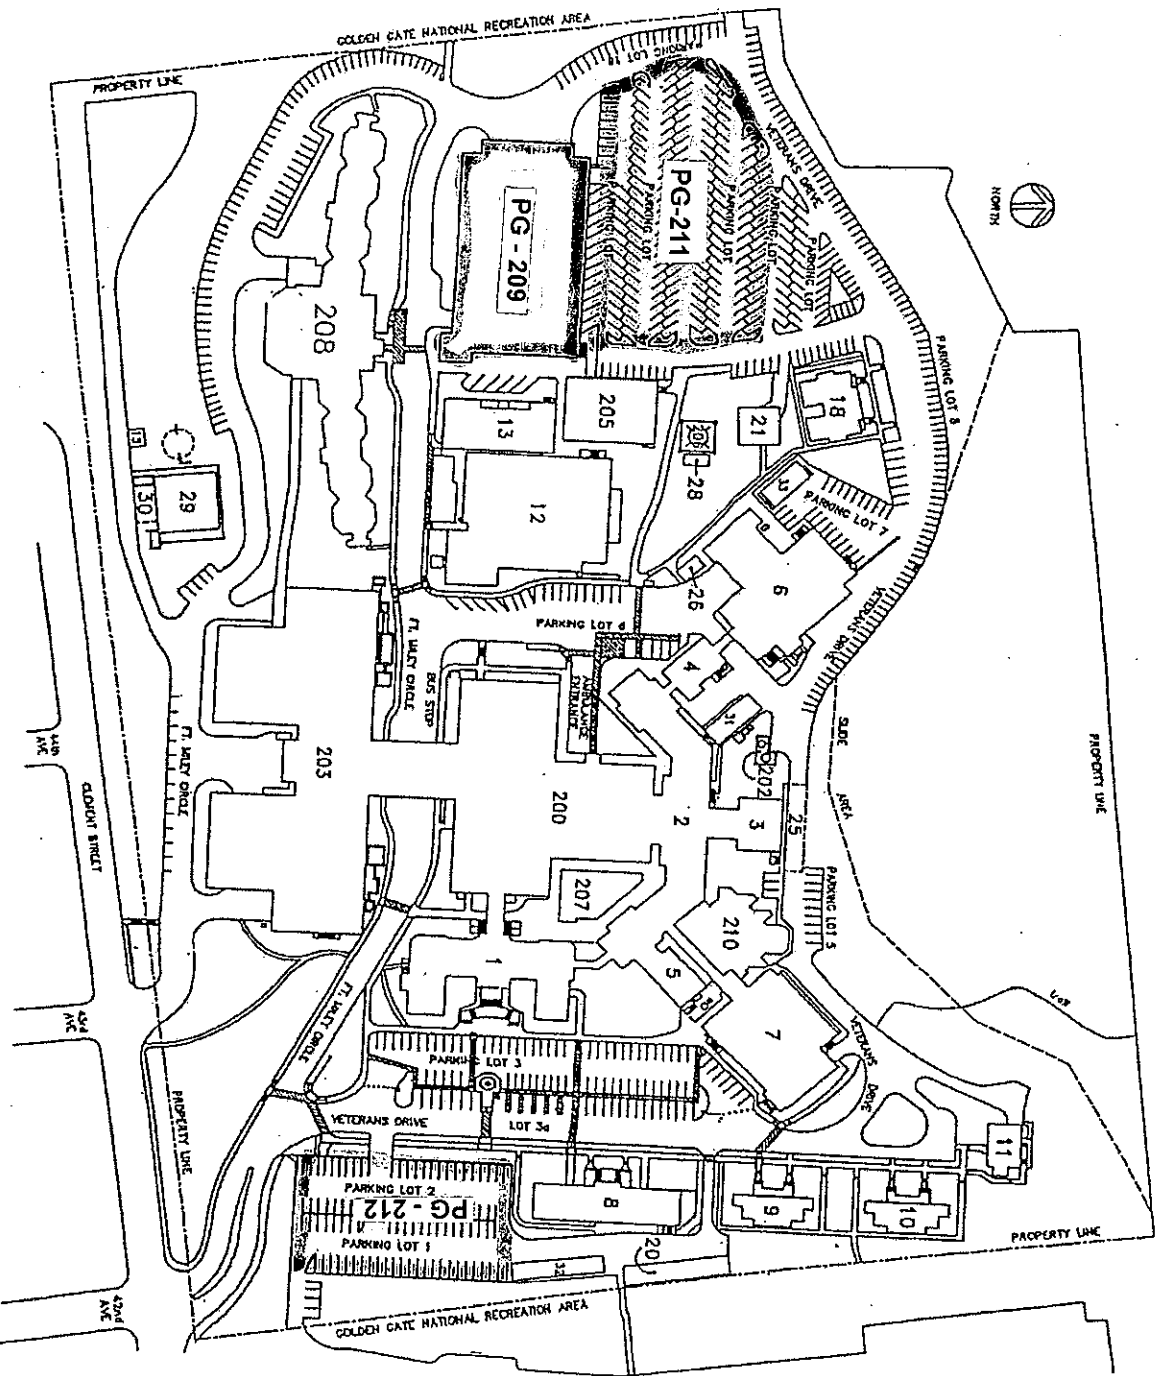 GOLDEN GATE NATIONAL RECREATION AREA
PROPERTY LINE
PARKING LOT
VETERANS DRIVE
NORTH
PG-211
PARKING LOT
PARKING LOT
PARKING LOT
PARKING LOT
PARKING LOT
PG - 209
PARKING LOT 8
208
205
13
12
206
28
21
18
33
PARKING LOT 7
6
26
VETERANS DRIVE
29
30
PARKING LOT 6
4
AMBULANCE ENTRANCE
FT. MILEY CIRCLE
BUS STOP
31
202
SLIDE AREA
PROPERTY LINE
203
FT. MILEY CIRCLE
44th AVE
CLEMENT STREET
200
2
3
25
PARKING LOT 5
207
210
1
5
7
VETERANS DRIVE
FT. MILEY CIRCLE
43rd AVE
PARKING LOT 3
VETERANS DRIVE
LOT 3a
11
PROPERTY LINE
PARKING LOT 2
PG - 212
PARKING LOT 1
8
9
10
20
32
PROPERTY LINE
42nd AVE
GOLDEN GATE NATIONAL RECREATION AREA